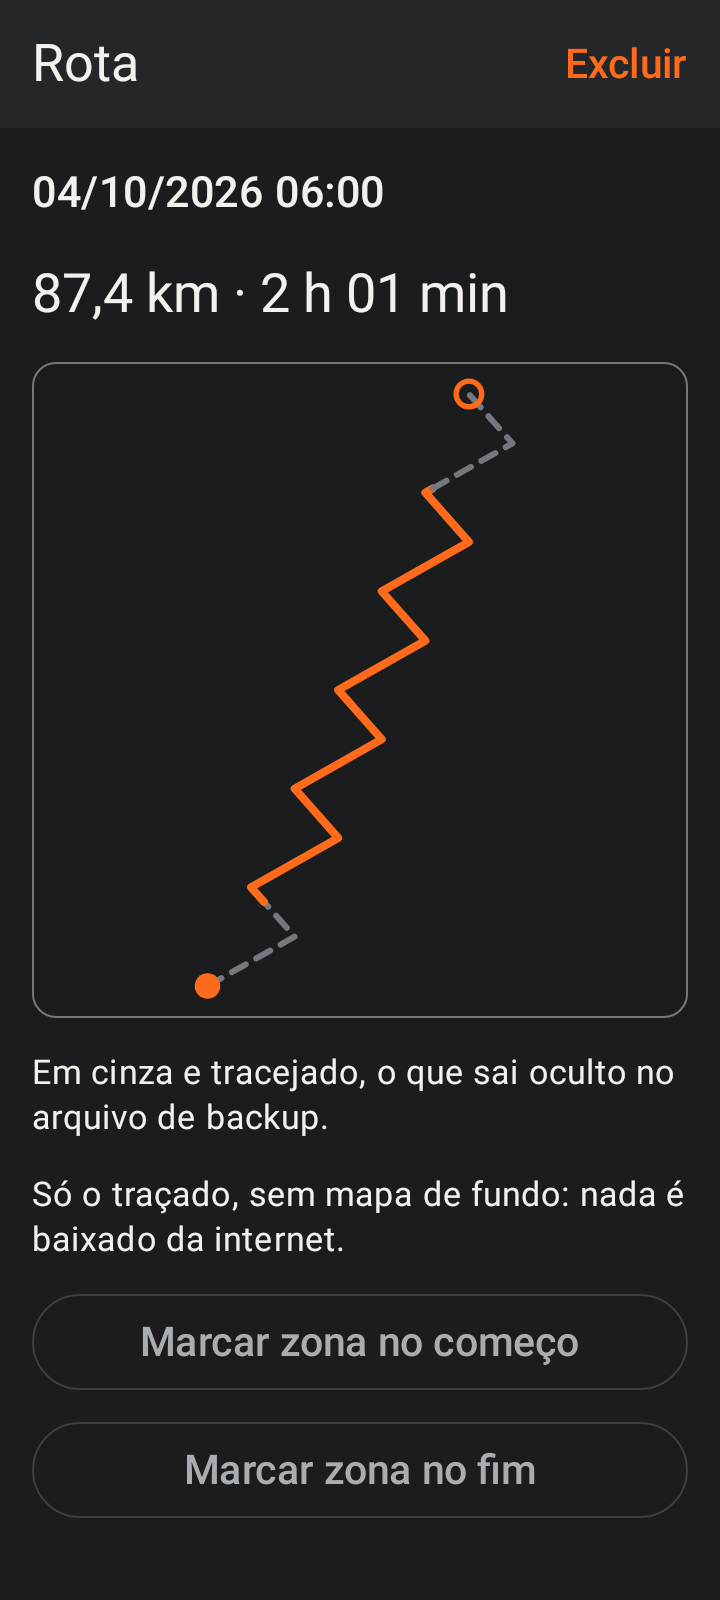 Rota
Excluir
04/10/2026 06:00
87,4 km · 2 h 01 min
Em cinza e tracejado, o que sai oculto no
arquivo de backup.
Só o traçado, sem mapa de fundo: nada é
baixado da internet.
Marcar zona no começo
Marcar zona no fim